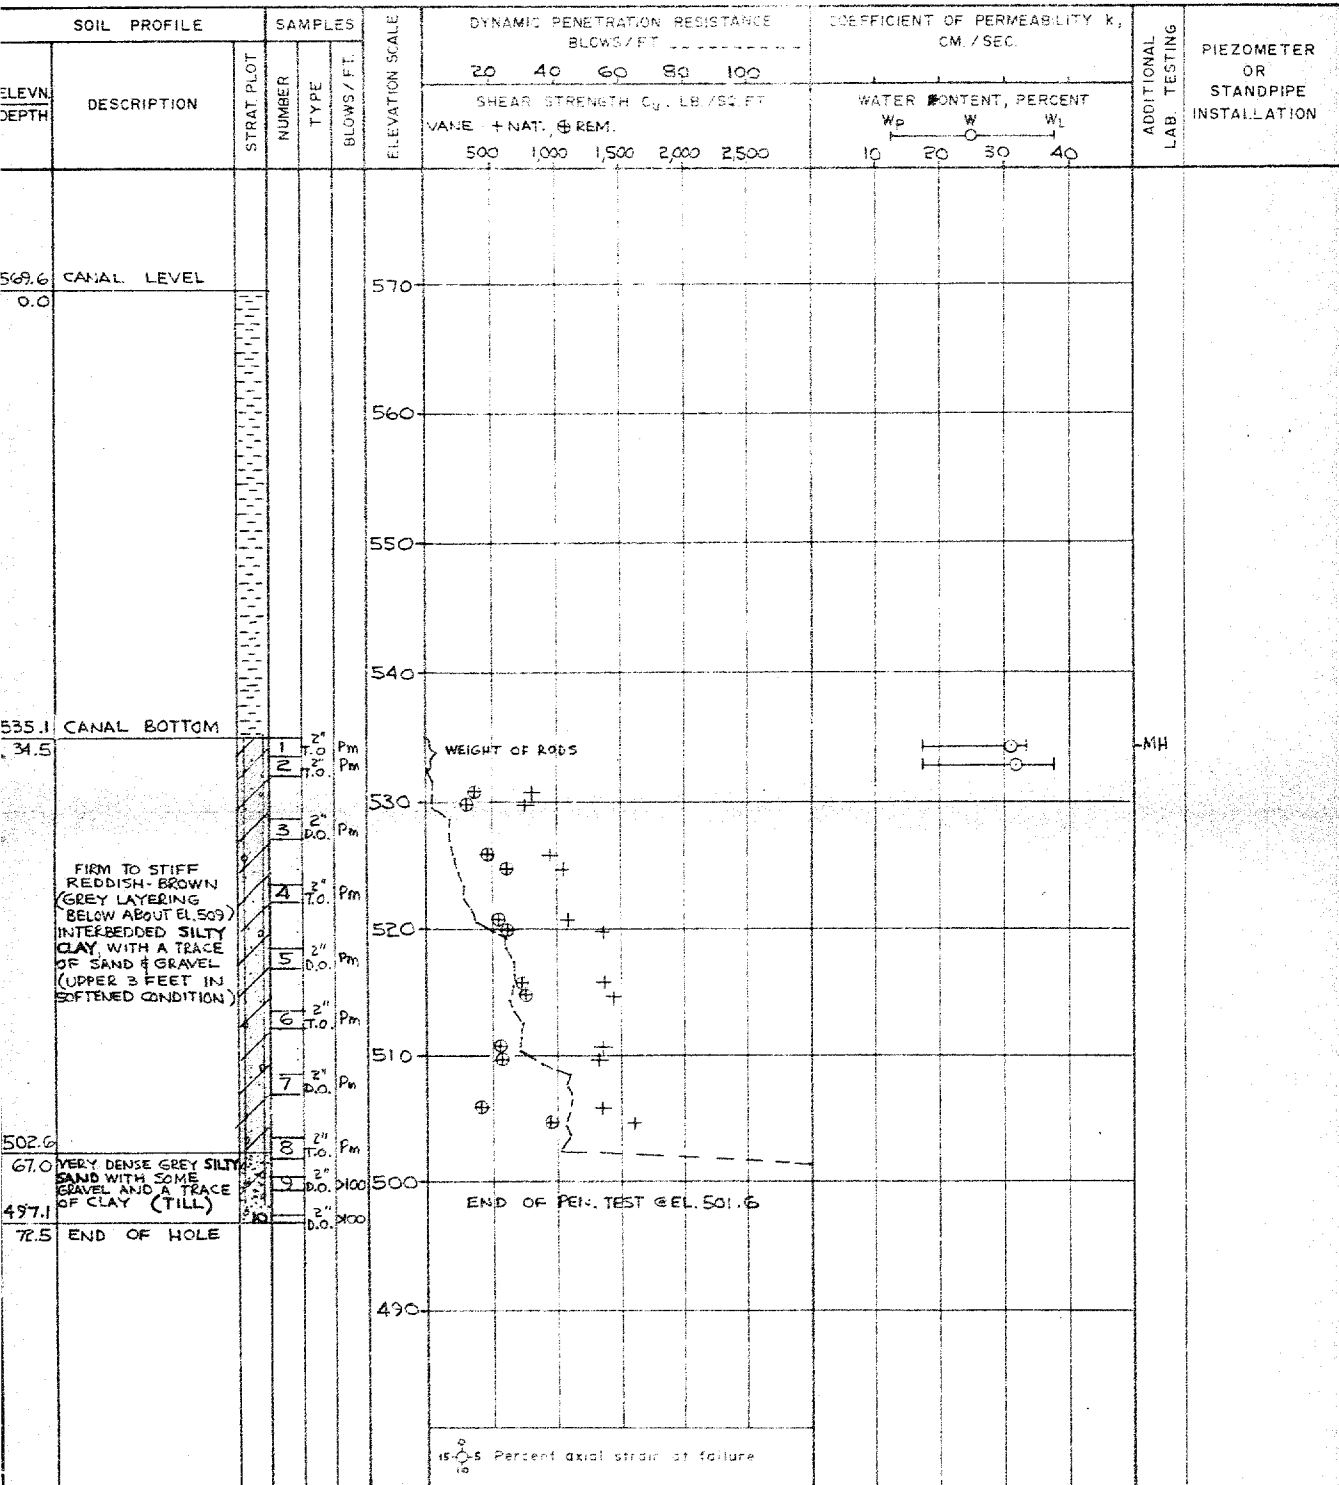 SOIL PROFILE
SAMPLES
ELEVATION SCALE
DYNAMIC PENETRATION RESISTANCE
BLOWS/FT
20 40 60 80 100
COEFFICIENT OF PERMEABILITY k,
CM./SEC.
ADDITIONAL
LAB. TESTING
PIEZOMETER
OR
STANDPIPE
INSTALLATION
ELEVN.
DEPTH
DESCRIPTION
STRAT. PLOT
NUMBER
TYPE
BLOWS/FT.
SHEAR STRENGTH Cu, LB./SQ.FT
VANE + NAT., ⊕ REM.
500 1,000 1,500 2,000 2,500
WATER CONTENT, PERCENT
Wp W WL
10 20 30 40
569.6 CANAL LEVEL
0.0
570
560
550
540
535.1 CANAL BOTTOM
34.5
1 2" T.O. Pm
WEIGHT OF RODS
MH
2 2" T.O. Pm
530
3 2" D.O. Pm
FIRM TO STIFF
REDDISH-BROWN
(GREY LAYERING
BELOW ABOUT EL.509)
INTERBEDDED SILTY
CLAY, WITH A TRACE
OF SAND & GRAVEL
(UPPER 3 FEET IN
SOFTENED CONDITION)
4 2" T.O. Pm
520
5 2" D.O. Pm
6 2" T.O. Pm
510
7 2" D.O. Pm
502.6
8 2" T.O. Pm
67.0
VERY DENSE GREY SILTY
SAND WITH SOME
GRAVEL AND A TRACE
OF CLAY (TILL)
9 2" D.O. >100
500
END OF PEN. TEST @ EL. 501.6
497.1
10 2" D.O. >100
72.5 END OF HOLE
490
0
15 5 Percent axial strain at failure
10